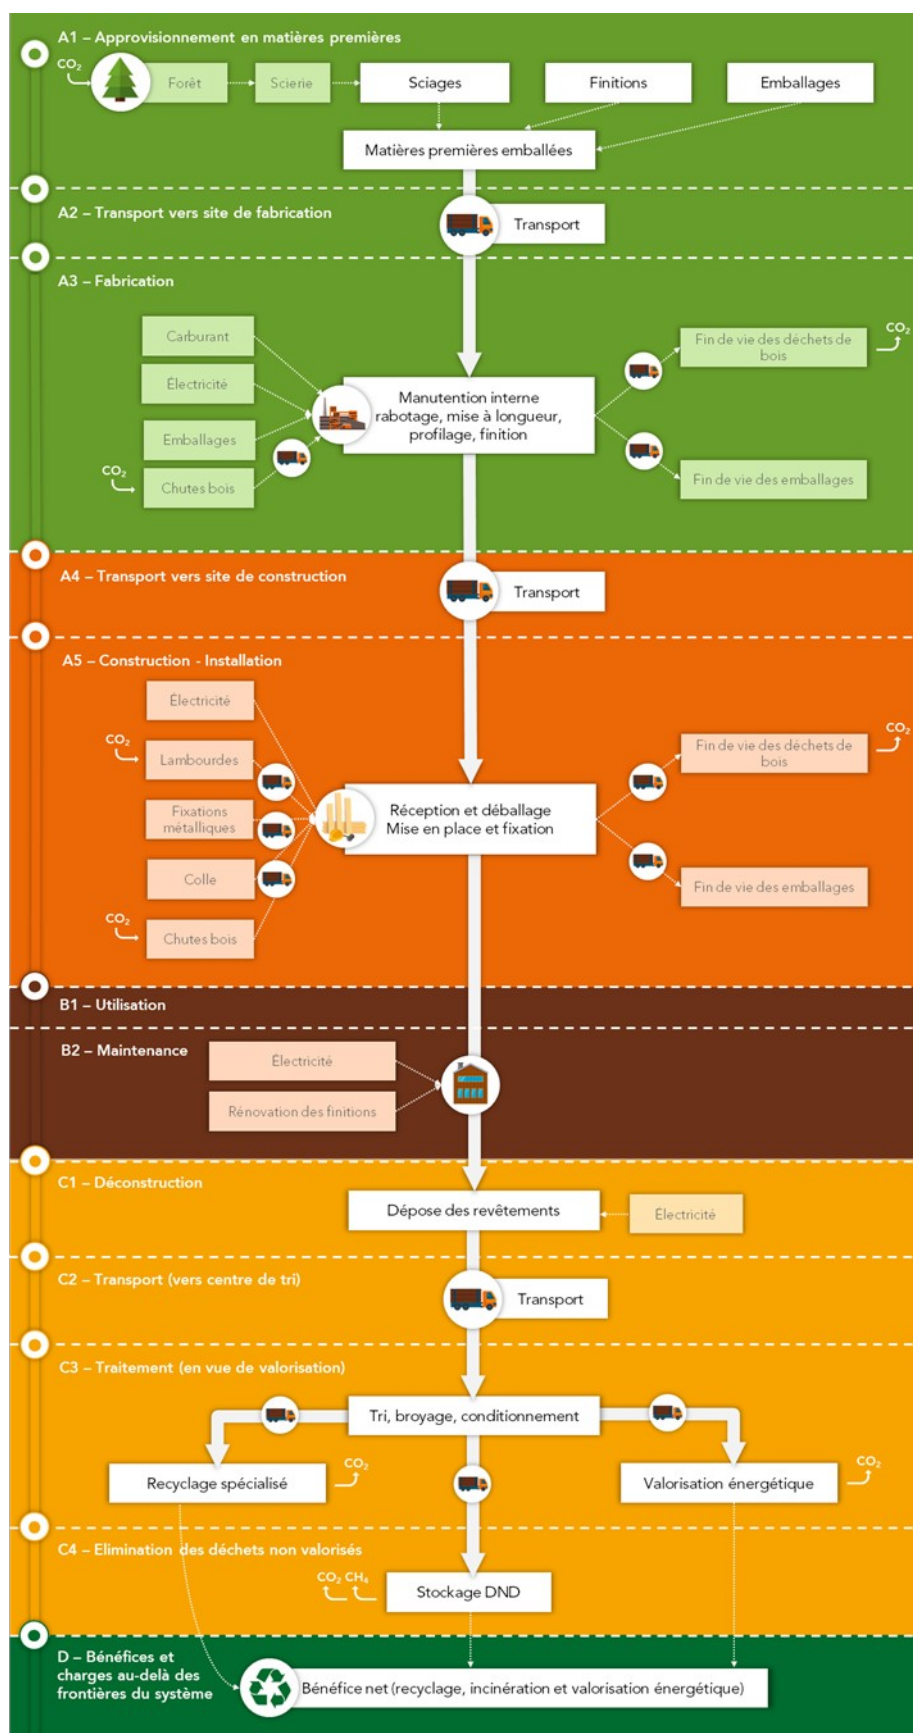 A1 – Approvisionnement en matières premières
CO₂
Forêt
Scierie
Sciages
Finitions
Emballages
Matières premières emballées
A2 – Transport vers site de fabrication
Transport
A3 – Fabrication
Carburant
Électricité
Emballages
CO₂
Chutes bois
Manutention interne
rabotage, mise à longueur,
profilage, finition
Fin de vie des déchets de
bois
CO₂
Fin de vie des emballages
A4 – Transport vers site de construction
Transport
A5 – Construction - Installation
Électricité
CO₂
Lambourdes
Fixations
métalliques
Colle
CO₂
Chutes bois
Réception et déballage
Mise en place et fixation
Fin de vie des déchets de
bois
CO₂
Fin de vie des emballages
B1 – Utilisation
B2 – Maintenance
Électricité
Rénovation des finitions
C1 – Déconstruction
Dépose des revêtements
Électricité
C2 – Transport (vers centre de tri)
Transport
C3 – Traitement (en vue de valorisation)
Tri, broyage, conditionnement
Recyclage spécialisé
CO₂
Valorisation énergétique
CO₂
C4 – Elimination des déchets non valorisés
CO₂ CH₄
Stockage DND
D – Bénéfices et
charges au-delà des
frontières du système
Bénéfice net (recyclage, incinération et valorisation énergétique)